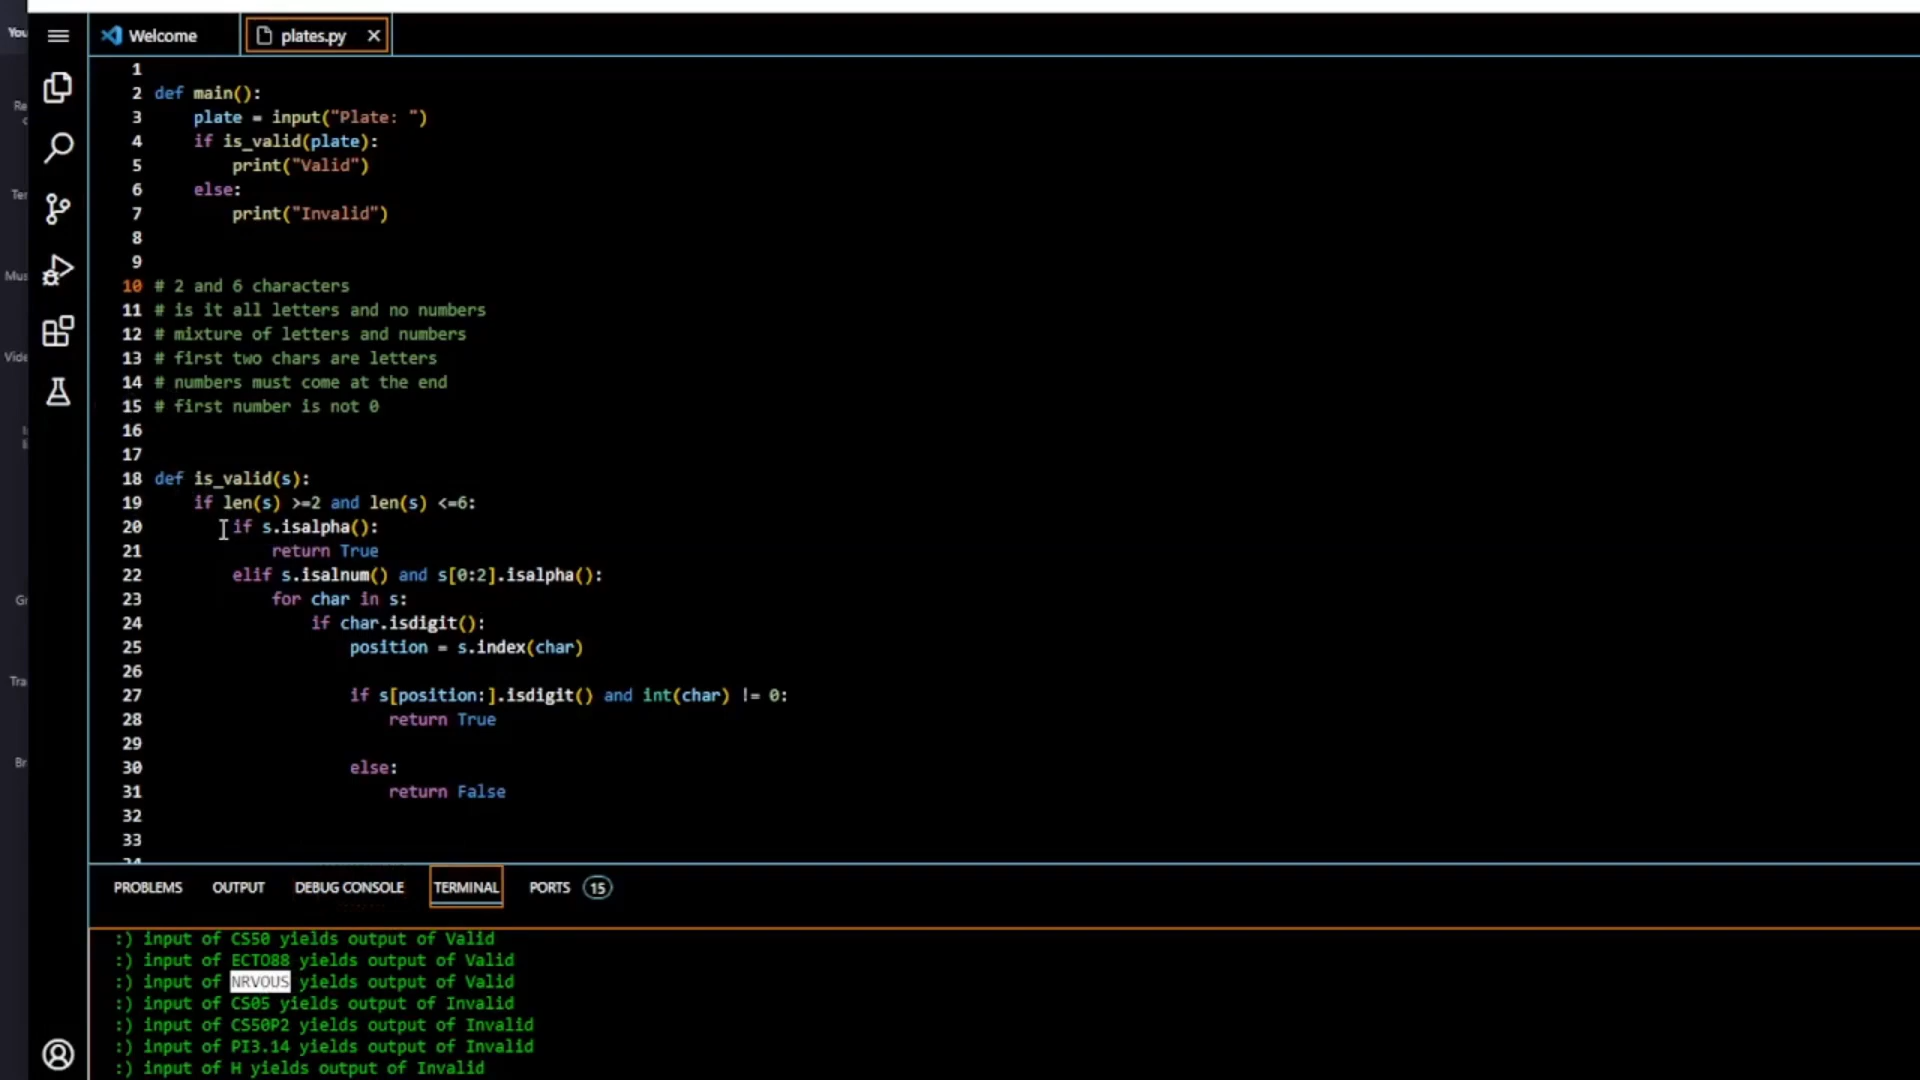 You
Welcome
plates.py
1
2 def main():
3 plate = input("Plate: ")
4 if is_valid(plate):
5 print("Valid")
6 else:
7 print("Invalid")
8
9
10 # 2 and 6 characters
11 # is it all letters and no numbers
12 # mixture of letters and numbers
13 # first two chars are letters
14 # numbers must come at the end
15 # first number is not 0
16
17
18 def is_valid(s):
19 if len(s) >=2 and len(s) <=6:
20 if s.isalpha():
21 return True
22 elif s.isalnum() and s[0:2].isalpha():
23 for char in s:
24 if char.isdigit():
25 position = s.index(char)
26
27 if s[position:].isdigit() and int(char) != 0:
28 return True
29
30 else:
31 return False
32
33
PROBLEMS OUTPUT DEBUG CONSOLE TERMINAL PORTS 15
:) input of CS50 yields output of Valid
:) input of ECTO88 yields output of Valid
:) input of NRVOUS yields output of Valid
:) input of CS05 yields output of Invalid
:) input of CS50P2 yields output of Invalid
:) input of PI3.14 yields output of Invalid
:) input of H yields output of Invalid